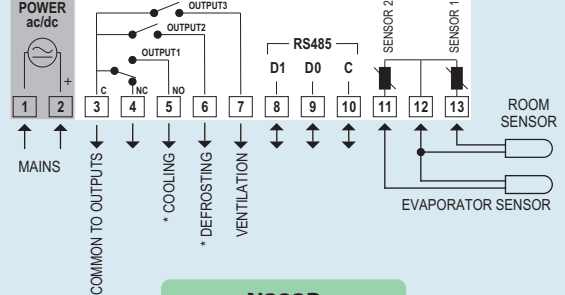 POWER
ac/dc
OUTPUT3
OUTPUT2
OUTPUT1
RS485
D1 D0 C
SENSOR 2
SENSOR 1
+
C NC NO
1 2 3 4 5 6 7 8 9 10 11 12 13
MAINS
COMMON TO OUTPUTS
* COOLING
* DEFROSTING
VENTILATION
ROOM
SENSOR
EVAPORATOR SENSOR